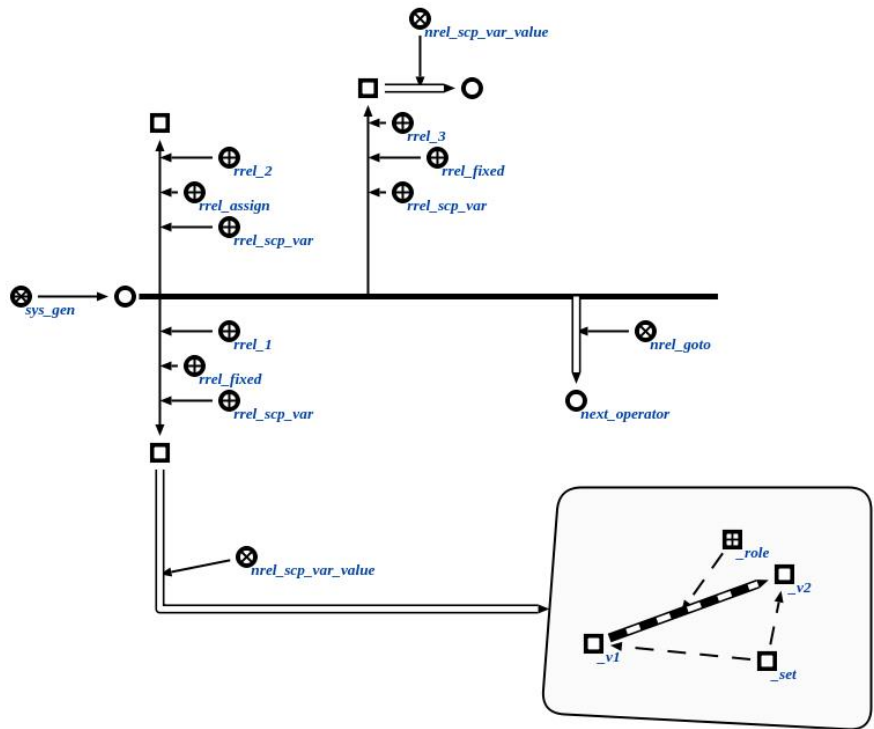 nrel_scp_var_value
rrel_3
rrel_2
rrel_fixed
rrel_assign
rrel_scp_var
rrel_scp_var
sys_gen
rrel_1
nrel_goto
rrel_fixed
rrel_scp_var
next_operator
_role
nrel_scp_var_value
_v2
_v1
_set